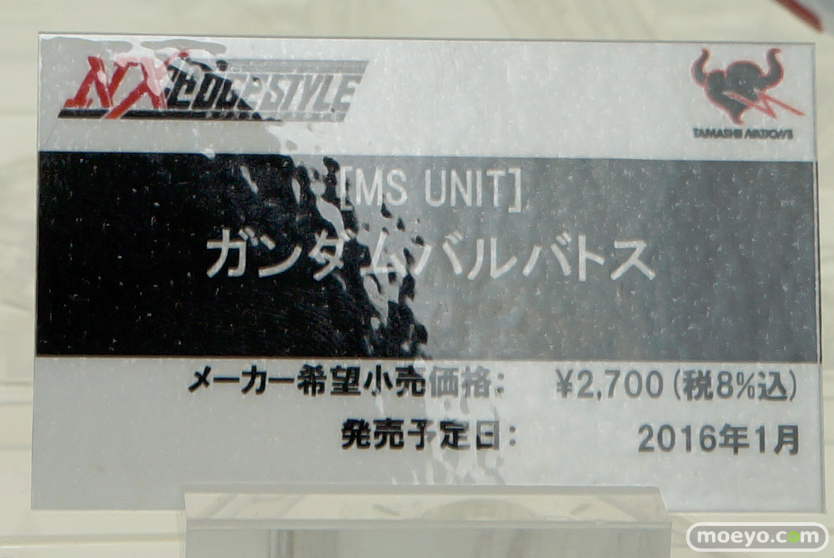 NXEDGE STYLE
TAMASHII NATIONS
[MS UNIT]
ガンダムバルバトス
メーカー希望小売価格: ¥2,700(税8%込)
発売予定日: 2016年1月
moeyo.com